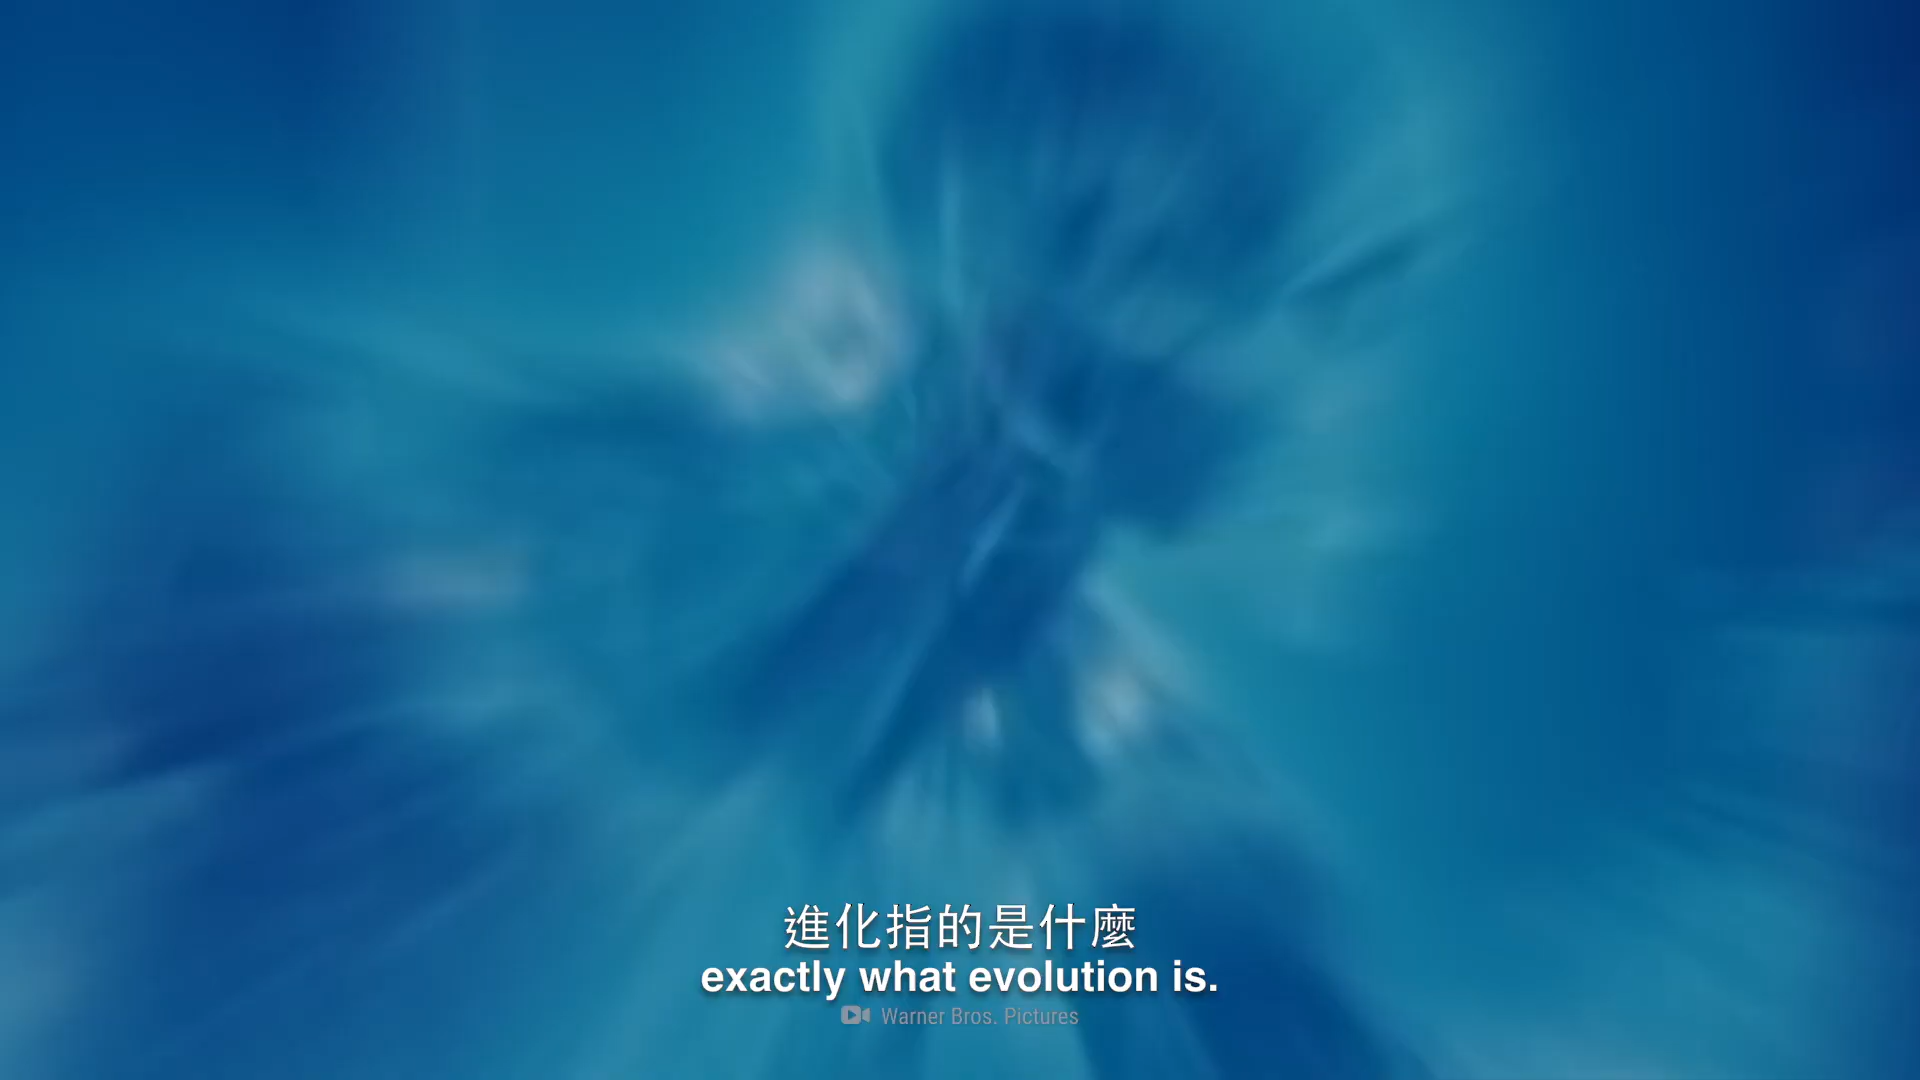 進化指的是什麼
exactly what evolution is.
Warner Bros. Pictures